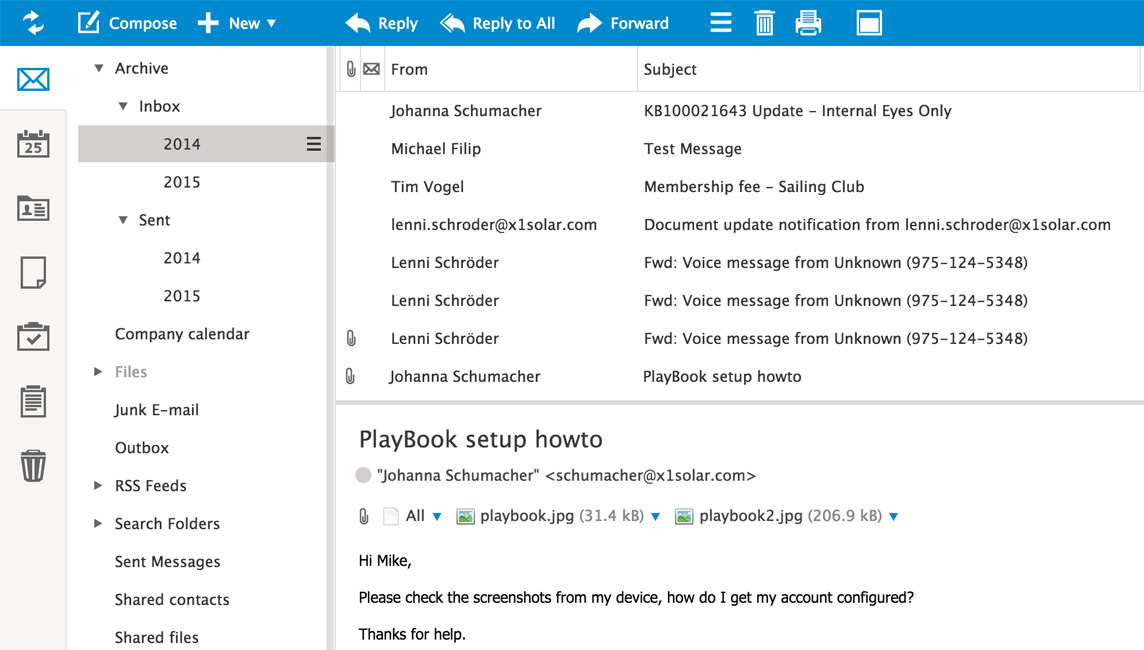 Compose New Reply Reply to All Forward
25
Archive
Inbox
2014
2015
Sent
2014
2015
Company calendar
Files
Junk E-mail
Outbox
RSS Feeds
Search Folders
Sent Messages
Shared contacts
Shared files
From Subject
Johanna Schumacher KB100021643 Update – Internal Eyes Only
Michael Filip Test Message
Tim Vogel Membership fee – Sailing Club
lenni.schroder@x1solar.com Document update notification from lenni.schroder@x1solar.com
Lenni Schröder Fwd: Voice message from Unknown (975-124-5348)
Lenni Schröder Fwd: Voice message from Unknown (975-124-5348)
Lenni Schröder Fwd: Voice message from Unknown (975-124-5348)
Johanna Schumacher PlayBook setup howto
PlayBook setup howto
"Johanna Schumacher" <schumacher@x1solar.com>
All playbook.jpg (31.4 kB) playbook2.jpg (206.9 kB)
Hi Mike,
Please check the screenshots from my device, how do I get my account configured?
Thanks for help.